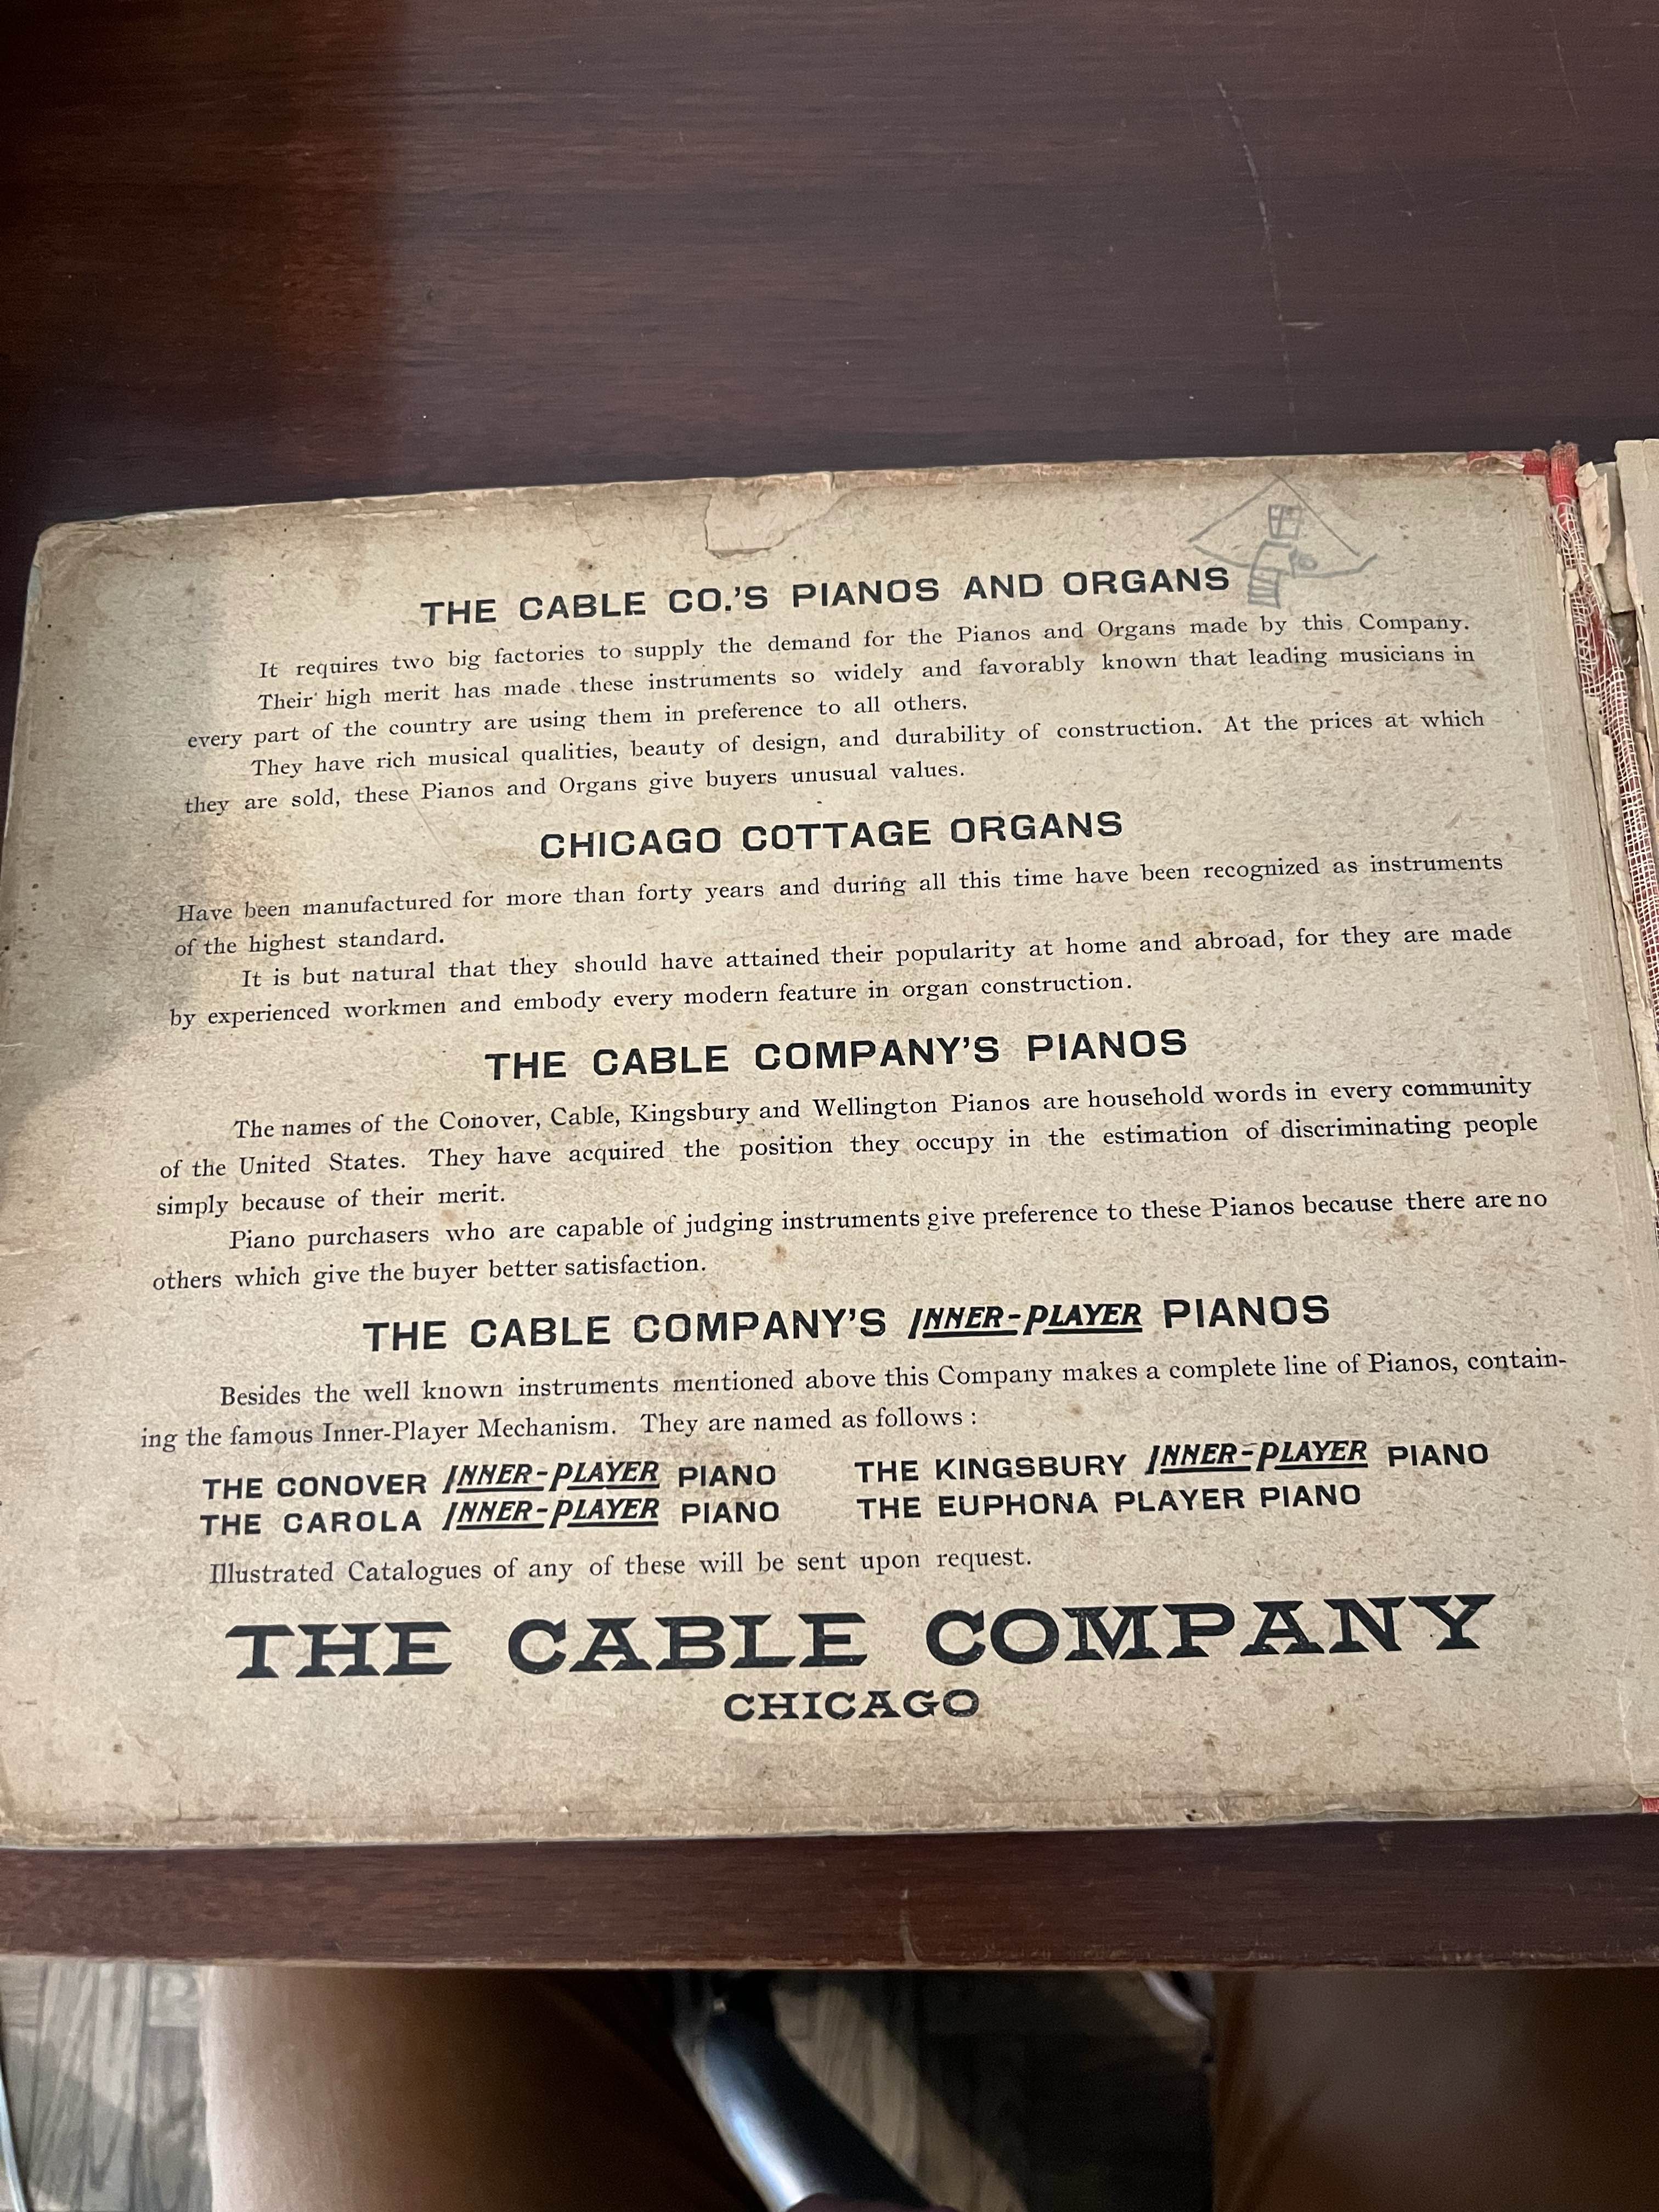 THE CABLE CO.'S PIANOS AND ORGANS
It requires two big factories to supply the demand for the Pianos and Organs made by this Company.
Their high merit has made these instruments so widely and favorably known that leading musicians in
every part of the country are using them in preference to all others.
They have rich musical qualities, beauty of design, and durability of construction. At the prices at which
they are sold, these Pianos and Organs give buyers unusual values.
CHICAGO COTTAGE ORGANS
Have been manufactured for more than forty years and during all this time have been recognized as instruments
of the highest standard.
It is but natural that they should have attained their popularity at home and abroad, for they are made
by experienced workmen and embody every modern feature in organ construction.
THE CABLE COMPANY'S PIANOS
The names of the Conover, Cable, Kingsbury and Wellington Pianos are household words in every community
of the United States. They have acquired the position they occupy in the estimation of discriminating people
simply because of their merit.
Piano purchasers who are capable of judging instruments give preference to these Pianos because there are no
others which give the buyer better satisfaction.
THE CABLE COMPANY'S INNER-PLAYER PIANOS
Besides the well known instruments mentioned above this Company makes a complete line of Pianos, contain-
ing the famous Inner-Player Mechanism. They are named as follows :
THE CONOVER INNER-PLAYER PIANO
THE CAROLA INNER-PLAYER PIANO
THE KINGSBURY INNER-PLAYER PIANO
THE EUPHONA PLAYER PIANO
Illustrated Catalogues of any of these will be sent upon request.
THE CABLE COMPANY
CHICAGO